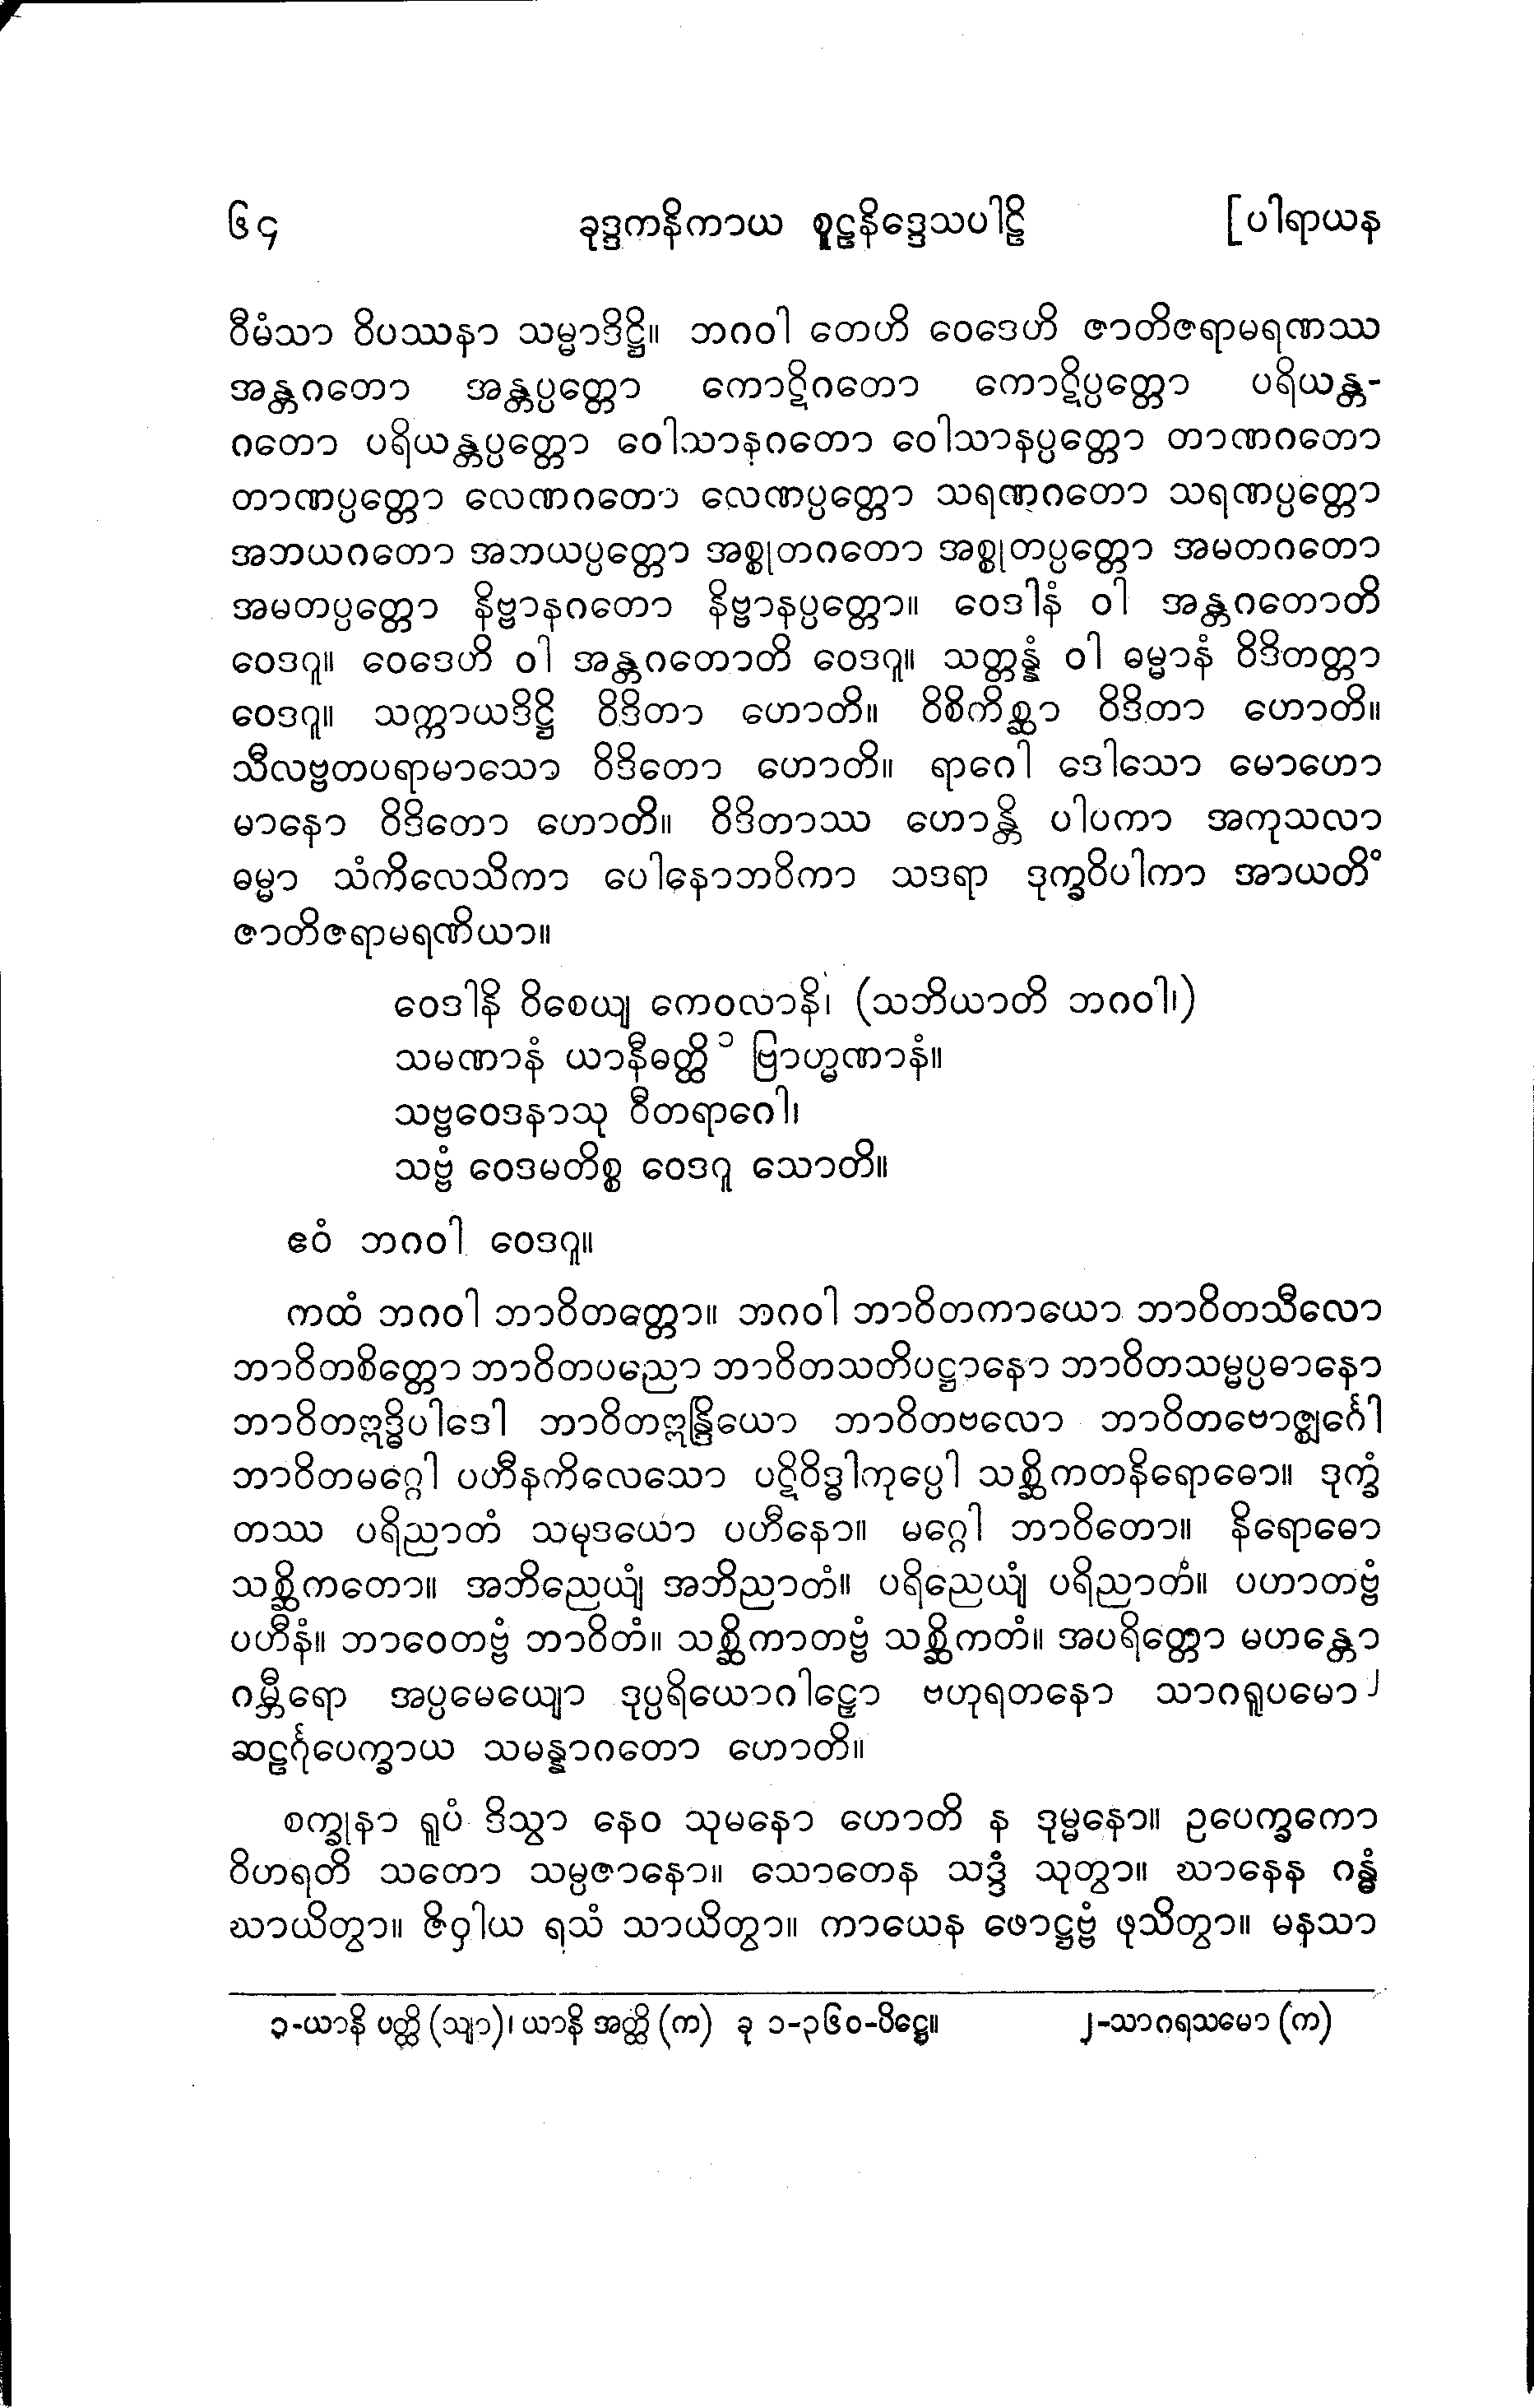 ၆၄ ခုဒ္ဒကနိကာယ စူဠနိဒ္ဒေသပါဠိ [ပါရာယန
ဝီမံသာ ဝိပဿနာ သမ္မာဒိဋ္ဌိ။ ဘဂဝါ တေဟိ ဝေဒေဟိ ဇာတိဇရာမရဏဿ
အန္တဂတော အန္တပ္ပတ္တော ကောဋိဂတော ကောဋိပ္ပတ္တော ပရိယန္တ-
ဂတော ပရိယန္တပ္ပတ္တော ဝေါသာနဂတော ဝေါသာနပ္ပတ္တော တာဏဂတော
တာဏပ္ပတ္တော လေဏဂတော လေဏပ္ပတ္တော သရဏဂတော သရဏပ္ပတ္တော
အဘယဂတော အဘယပ္ပတ္တော အစ္စုတဂတော အစ္စုတပ္ပတ္တော အမတဂတော
အမတပ္ပတ္တော နိဗ္ဗာနဂတော နိဗ္ဗာနပ္ပတ္တော။ ဝေဒါနံ ဝါ အန္တဂတောတိ
ဝေဒဂူ။ ဝေဒေဟိ ဝါ အန္တဂတောတိ ဝေဒဂူ။ သတ္တန္နံ ဝါ ဓမ္မာနံ ဝိဒိတတ္တာ
ဝေဒဂူ။ သက္ကာယဒိဋ္ဌိ ဝိဒိတာ ဟောတိ။ ဝိစိကိစ္ဆာ ဝိဒိတာ ဟောတိ။
သီလဗ္ဗတပရာမာသော ဝိဒိတော ဟောတိ။ ရာဂေါ ဒေါသော မောဟော
မာနော ဝိဒိတော ဟောတိ။ ဝိဒိတာဿ ဟောန္တိ ပါပကာ အကုသလာ
ဓမ္မာ သံကိလေသိကာ ပေါနောဘဝိကာ သဒရာ ဒုက္ခဝိပါကာ အာယတိံ
ဇာတိဇရာမရဏိယာ။
ဝေဒါနိ ဝိစေယျ ကေဝလာနိ၊ (သဘိယာတိ ဘဂဝါ၊)
သမဏာနံ ယာနီဓတ္ထိ ၁ ဗြာဟ္မဏာနံ။
သဗ္ဗဝေဒနာသု ဝီတရာဂေါ၊
သဗ္ဗံ ဝေဒမတိစ္စ ဝေဒဂူ သောတိ။
ဧဝံ ဘဂဝါ ဝေဒဂူ။
ကထံ ဘဂဝါ ဘာဝိတတ္တော။ ဘဂဝါ ဘာဝိတကာယော ဘာဝိတသီလော
ဘာဝိတစိတ္တော ဘာဝိတပညော ဘာဝိတသတိပဋ္ဌာနော ဘာဝိတသမ္မပ္ပဓာနော
ဘာဝိတဣဒ္ဓိပါဒေါ ဘာဝိတဣန္ဒြိယော ဘာဝိတဗလော ဘာဝိတဗောဇ္ဈင်္ဂေါ
ဘာဝိတမဂ္ဂေါ ပဟီနကိလေသော ပဋိဝိဒ္ဓါကုပ္ပေါ သစ္ဆိကတနိရောဓော။ ဒုက္ခံ
တဿ ပရိညာတံ သမုဒယော ပဟီနော။ မဂ္ဂေါ ဘာဝိတော။ နိရောဓော
သစ္ဆိကတော။ အဘိညေယျံ အဘိညာတံ။ ပရိညေယျံ ပရိညာတံ။ ပဟာတဗ္ဗံ
ပဟီနံ။ ဘာဝေတဗ္ဗံ ဘာဝိတံ။ သစ္ဆိကာတဗ္ဗံ သစ္ဆိကတံ။ အပရိတ္တော မဟန္တော
ဂမ္ဘီရော အပ္ပမေယျော ဒုပ္ပရိယောဂါဠှော ဗဟုရတနော သာဂရူပမော ၂
ဆဠင်္ဂုပေက္ခာယ သမန္နာဂတော ဟောတိ။
စက္ခုနာ ရူပံ ဒိသွာ နေဝ သုမနော ဟောတိ န ဒုမ္မနော။ ဥပေက္ခကော
ဝိဟရတိ သတော သမ္ပဇာနော။ သောတေန သဒ္ဒံ သုတွာ။ ဃာနေန ဂန္ဓံ
ဃာယိတွာ။ ဇိဝှါယ ရသံ သာယိတွာ။ ကာယေန ဖောဋ္ဌဗ္ဗံ ဖုသိတွာ။ မနသာ
၁-ယာနိ ပတ္ထိ (သျာ)၊ ယာနိ အတ္ထိ (က) ခု ၁-၃၆၀-ပိဋ္ဌေ။ ၂-သာဂရသမော (က)